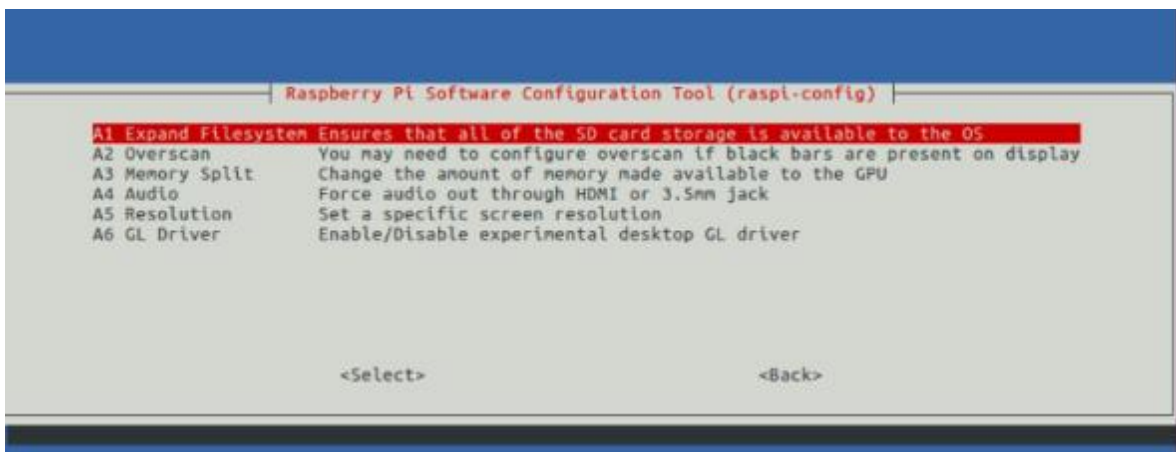 Raspberry Pi Software Configuration Tool (raspi-config)
A1 Expand Filesystem Ensures that all of the SD card storage is available to the OS
A2 Overscan You may need to configure overscan if black bars are present on display
A3 Memory Split Change the amount of memory made available to the GPU
A4 Audio Force audio out through HDMI or 3.5mm jack
A5 Resolution Set a specific screen resolution
A6 GL Driver Enable/Disable experimental desktop GL driver
<Select> <Back>